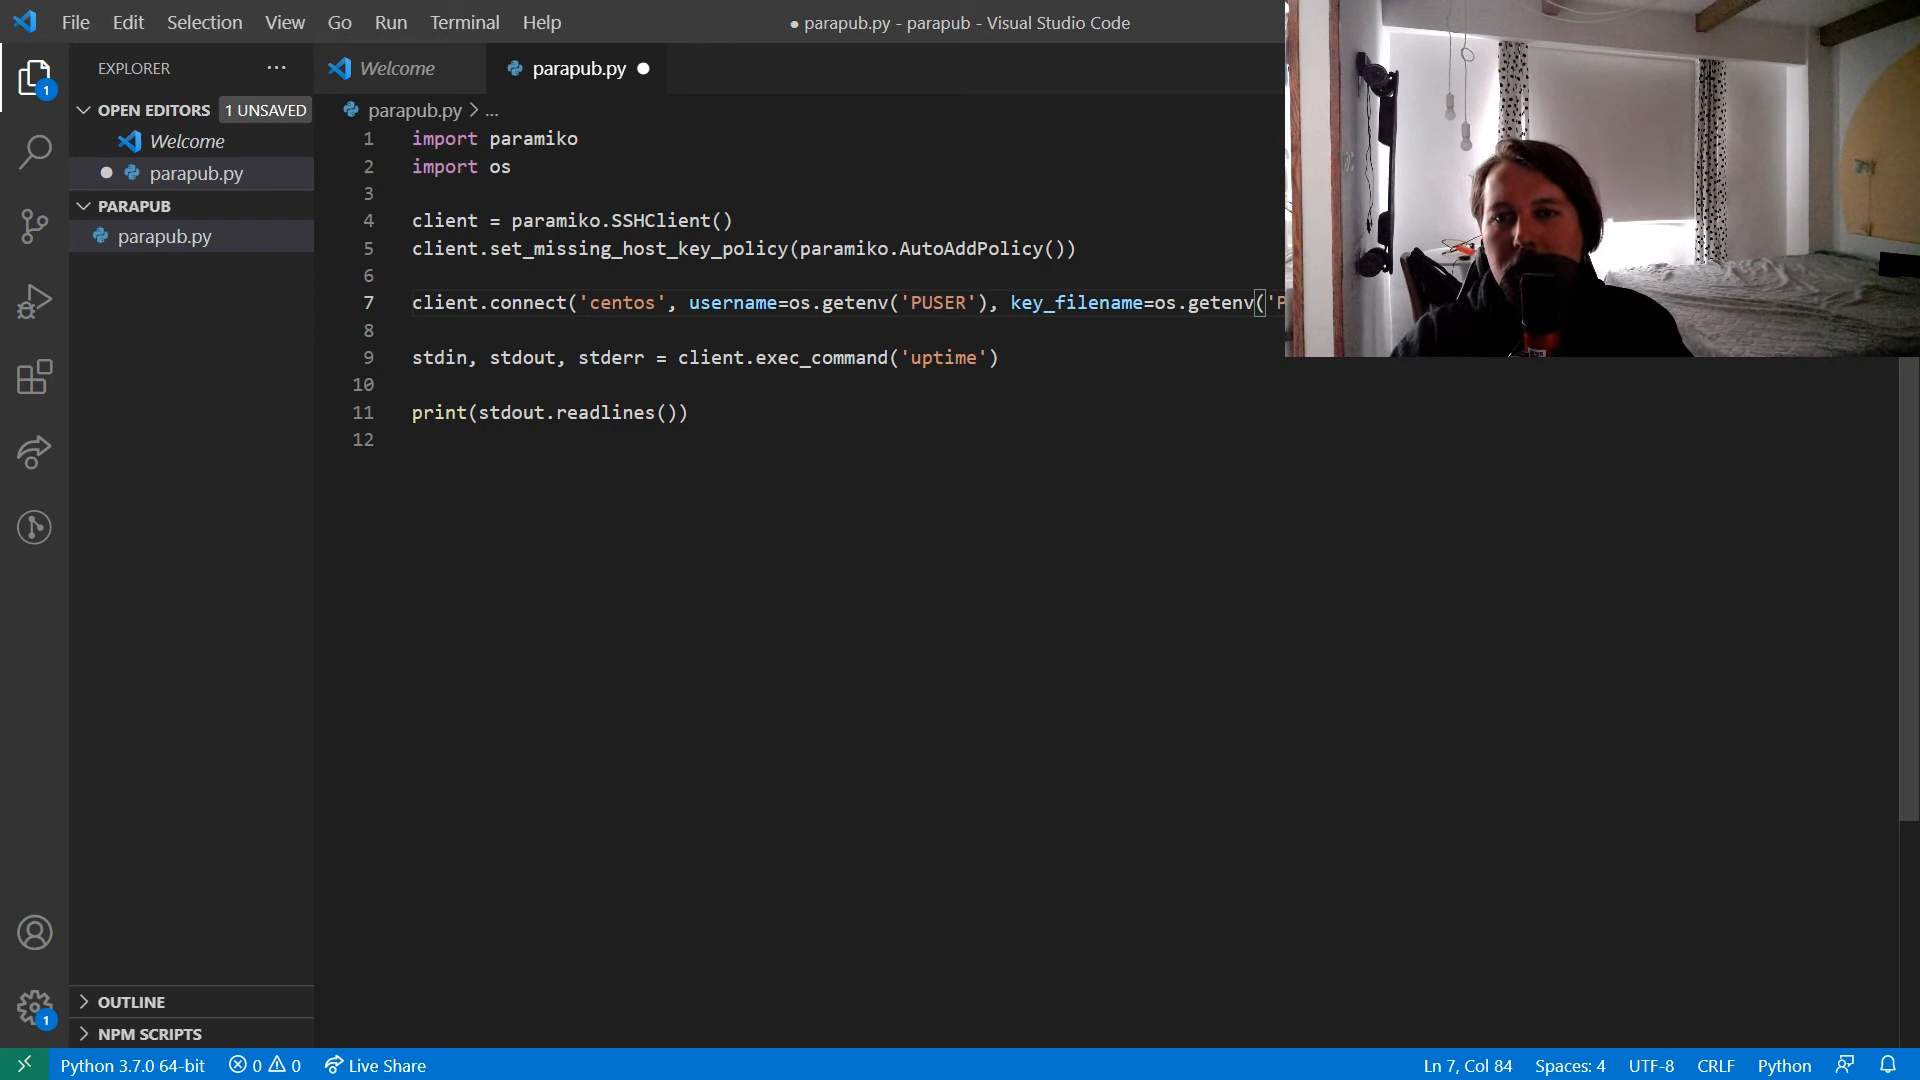 File Edit Selection View Go Run Terminal Help
● parapub.py - parapub - Visual Studio Code
EXPLORER ···
Welcome
parapub.py ●
OPEN EDITORS 1 UNSAVED
Welcome
● parapub.py
PARAPUB
parapub.py
parapub.py > ...
1 import paramiko
2 import os
3
4 client = paramiko.SSHClient()
5 client.set_missing_host_key_policy(paramiko.AutoAddPolicy())
6
7 client.connect('centos', username=os.getenv('PUSER'), key_filename=os.getenv('P
8
9 stdin, stdout, stderr = client.exec_command('uptime')
10
11 print(stdout.readlines())
12
1
1
OUTLINE
NPM SCRIPTS
Python 3.7.0 64-bit 0 0 Live Share
Ln 7, Col 84 Spaces: 4 UTF-8 CRLF Python